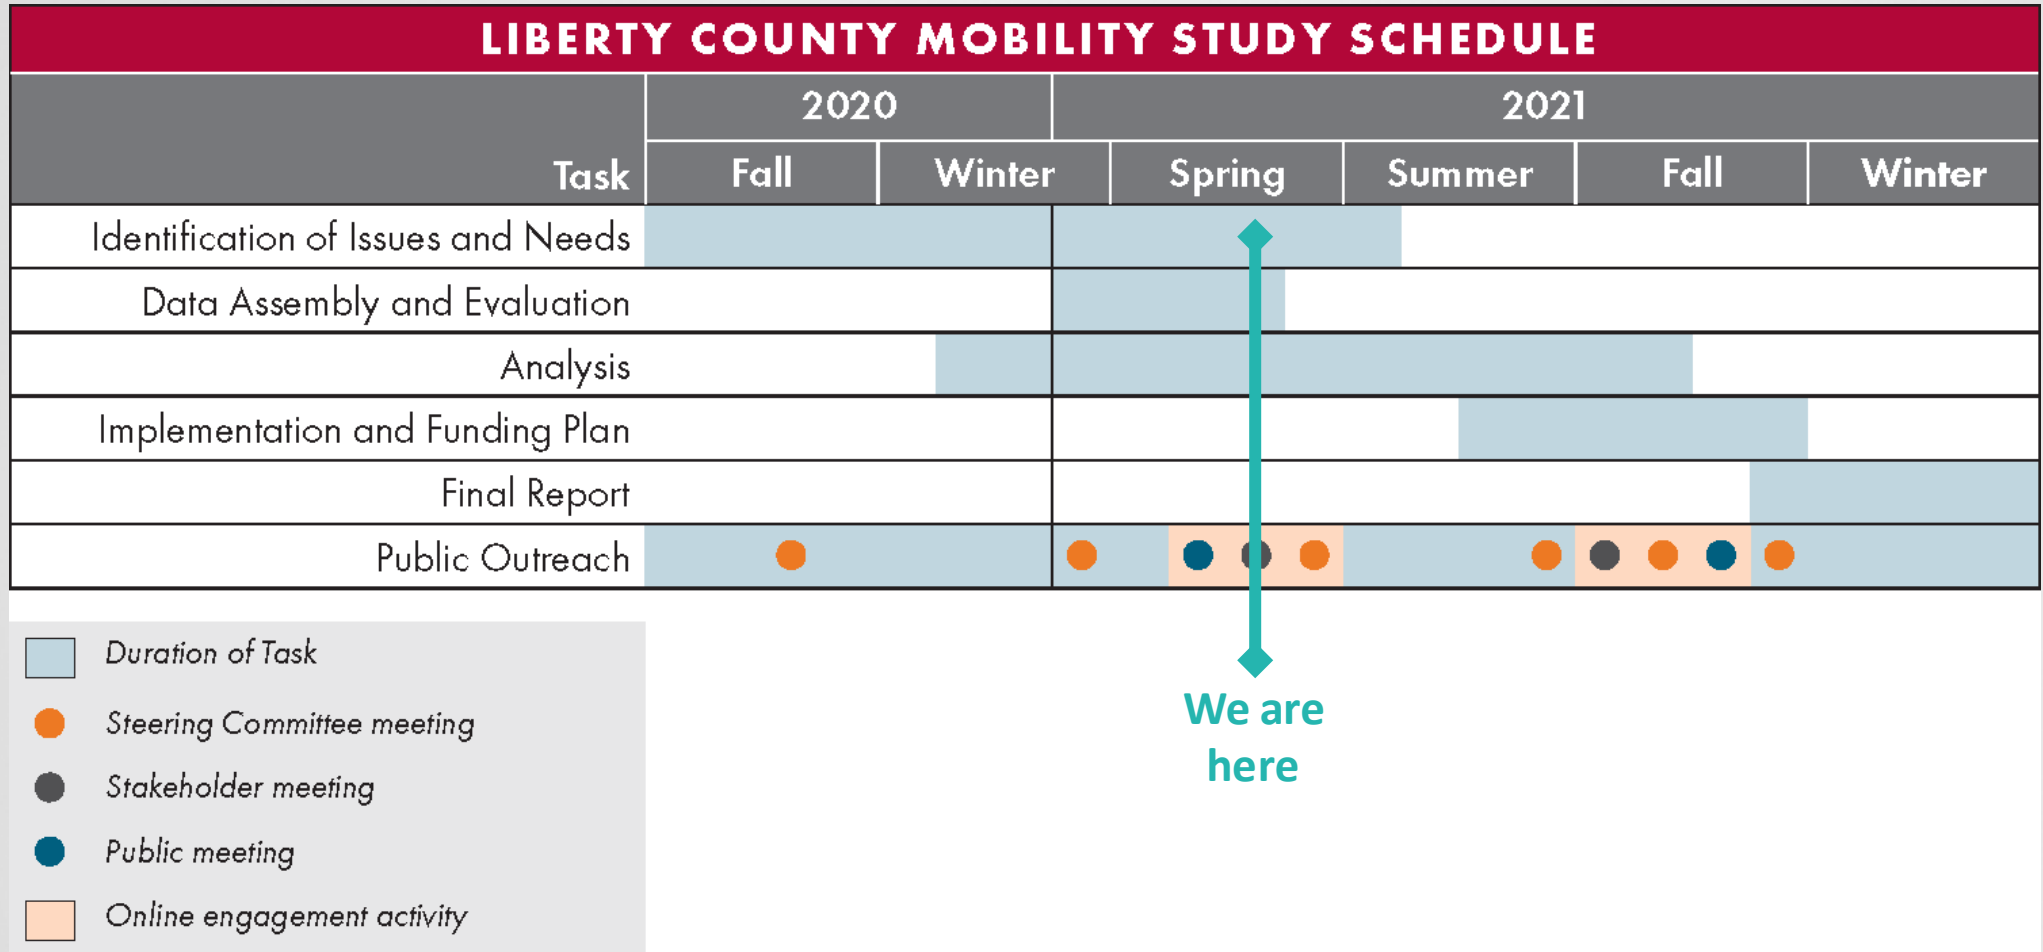 LIBERTY COUNTY MOBILITY STUDY SCHEDULE
2020 2021
Task Fall Winter Spring Summer Fall Winter
Identification of Issues and Needs
Data Assembly and Evaluation
Analysis
Implementation and Funding Plan
Final Report
Public Outreach
Duration of Task
Steering Committee meeting
Stakeholder meeting
Public meeting
Online engagement activity
We are
here